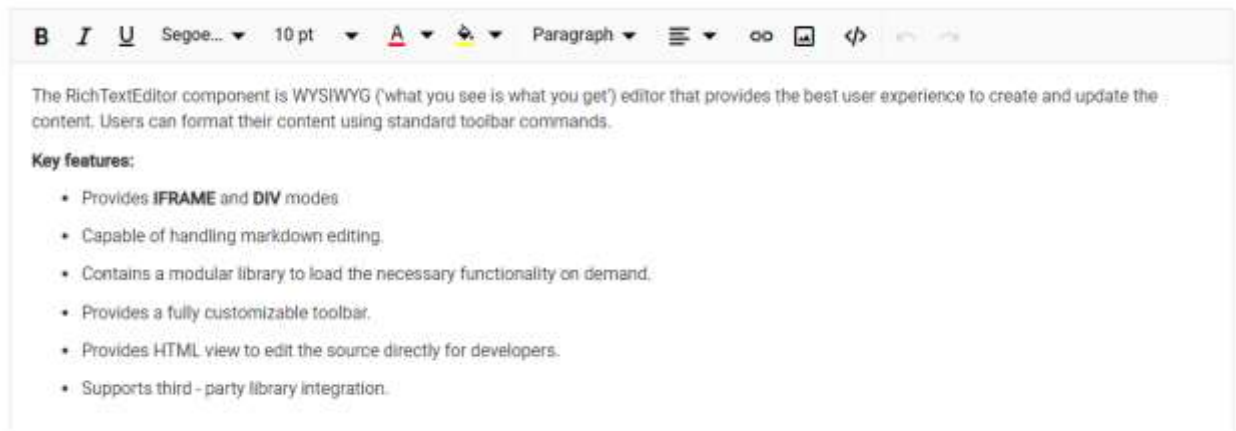 B I U Segoe... 10 pt A Paragraph
The RichTextEditor component is WYSIWYG ('what you see is what you get') editor that provides the best user experience to create and update the
content. Users can format their content using standard toolbar commands.
Key features:
• Provides IFRAME and DIV modes
• Capable of handling markdown editing.
• Contains a modular library to load the necessary functionality on demand.
• Provides a fully customizable toolbar.
• Provides HTML view to edit the source directly for developers.
• Supports third - party library integration.